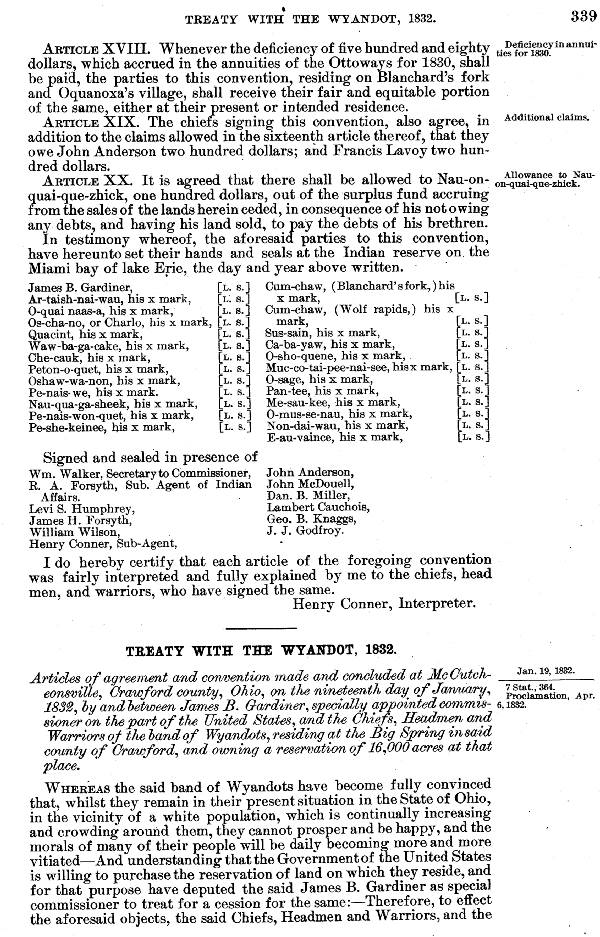 TREATY WITH THE WYANDOT, 1832.
339
ARTICLE XVIII. Whenever the deficiency of five hundred and eighty
dollars, which accrued in the annuities of the Ottoways for 1830, shall
be paid, the parties to this convention, residing on Blanchard's fork
and Oquanoxa's village, shall receive their fair and equitable portion
of the same, either at their present or intended residence.
Deficiency in annui-
ties for 1830.
ARTICLE XIX. The chiefs signing this convention, also agree, in
addition to the claims allowed in the sixteenth article thereof, that they
owe John Anderson two hundred dollars; and Francis Lavoy two hun-
dred dollars.
Additional claims.
ARTICLE XX. It is agreed that there shall be allowed to Nau-on-
quai-que-zhick, one hundred dollars, out of the surplus fund accruing
from the sales of the lands herein ceded, in consequence of his not owing
any debts, and having his land sold, to pay the debts of his brethren.
Allowance to Nau-
on-quai-que-zhick.
In testimony whereof, the aforesaid parties to this convention,
have hereunto set their hands and seals at the Indian reserve on the
Miami bay of lake Erie, the day and year above written.
James B. Gardiner, [L. S.]
Ar-taish-nai-wau, his x mark, [L. S.]
O-quai naas-a, his x mark, [L. S.]
Os-cha-no, or Charlo, his x mark, [L. S.]
Quacint, his x mark, [L. S.]
Waw-ba-ga-cake, his x mark, [L. S.]
Che-cauk, his x mark, [L. S.]
Peton-o-quet, his x mark, [L. S.]
Oshaw-wa-non, his x mark, [L. S.]
Pe-nais-we, his x mark. [L. S.]
Nau-qua-ga-sheek, his x mark, [L. S.]
Pe-nais-won-quet, his x mark, [L. S.]
Pe-she-keinee, his x mark, [L. S.]
Cum-chaw, (Blanchard's fork,) his
x mark, [L. S.]
Cum-chaw, (Wolf rapids,) his x
mark, [L. S.]
Sus-sain, his x mark, [L. S.]
Ca-ba-yaw, his x mark, [L. S.]
O-sho-quene, his x mark, [L. S.]
Muc-co-tai-pee-nai-see, his x mark, [L. S.]
O-sage, his x mark, [L. S.]
Pan-tee, his x mark, [L. S.]
Me-sau-kee, his x mark, [L. S.]
O-mus-se-nau, his x mark, [L. S.]
Non-dai-wau, his x mark, [L. S.]
E-au-vaince, his x mark, [L. S.]
Signed and sealed in presence of
Wm. Walker, Secretary to Commissioner,
R. A. Forsyth, Sub. Agent of Indian
Affairs.
Levi S. Humphrey,
James H. Forsyth,
William Wilson,
Henry Conner, Sub-Agent,
John Anderson,
John McDouell,
Dan. B. Miller,
Lambert Cauchois,
Geo. B. Knaggs,
J. J. Godfroy.
I do hereby certify that each article of the foregoing convention
was fairly interpreted and fully explained by me to the chiefs, head
men, and warriors, who have signed the same.
Henry Conner, Interpreter.
TREATY WITH THE WYANDOT, 1832.
Articles of agreement and convention made and concluded at McCutch-
eonsville, Crawford county, Ohio, on the nineteenth day of January,
1832, by and between James B. Gardiner, specially appointed commis-
sioner on the part of the United States, and the Chiefs, Headmen and
Warriors of the band of Wyandots, residing at the Big Spring in said
county of Crawford, and owning a reservation of 16,000 acres at that
place.
Jan. 19, 1832.
7 Stat., 364.
Proclamation, Apr.
6, 1832.
WHEREAS the said band of Wyandots have become fully convinced
that, whilst they remain in their present situation in the State of Ohio,
in the vicinity of a white population, which is continually increasing
and crowding around them, they cannot prosper and be happy, and the
morals of many of their people will be daily becoming more and more
vitiated—And understanding that the Government of the United States
is willing to purchase the reservation of land on which they reside, and
for that purpose have deputed the said James B. Gardiner as special
commissioner to treat for a cession for the same:—Therefore, to effect
the aforesaid objects, the said Chiefs, Headmen and Warriors, and the